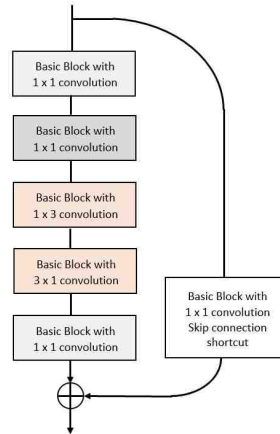 Basic Block with
1 x 1 convolution
Basic Block with
1 x 1 convolution
Basic Block with
1 x 3 convolution
Basic Block with
3 x 1 convolution
Basic Block with
1 x 1 convolution
Basic Block with
1 x 1 convolution
Skip connection
shortcut